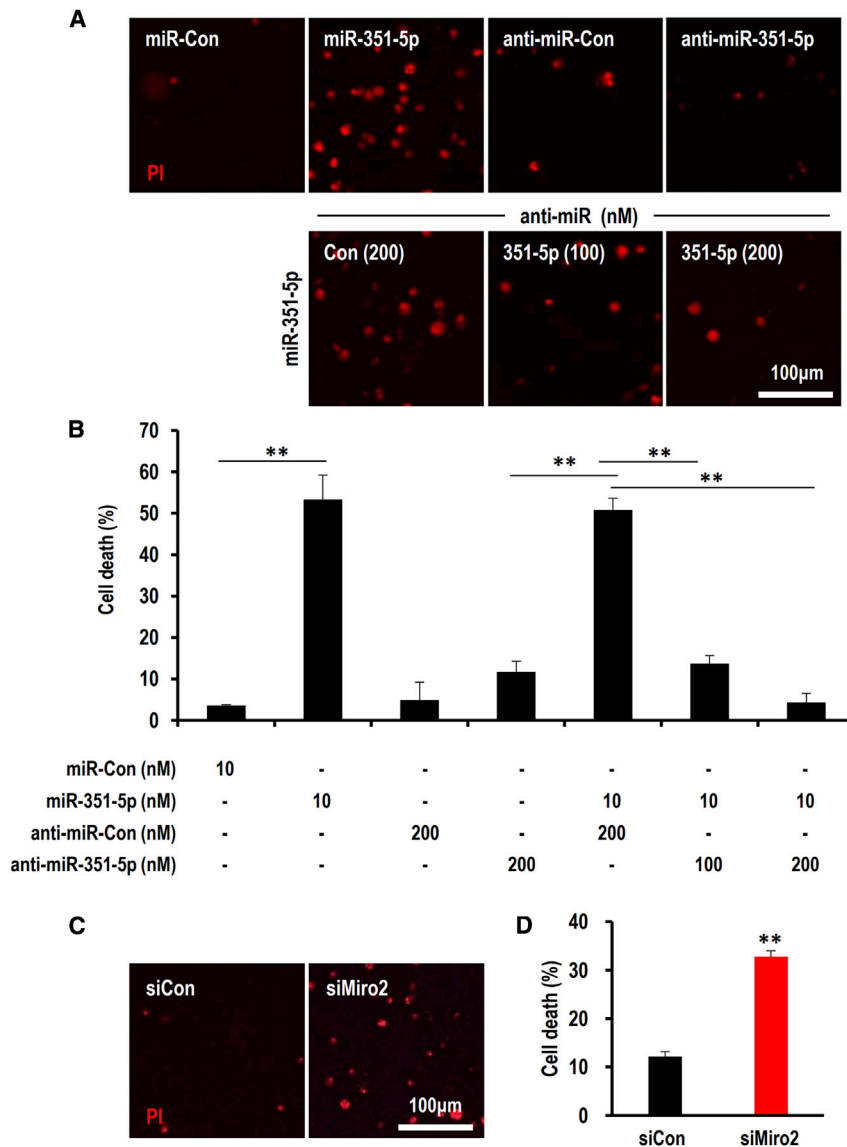 A
miR-Con miR-351-5p anti-miR-Con anti-miR-351-5p
PI
anti-miR (nM)
miR-351-5p
Con (200) 351-5p (100) 351-5p (200)
100µm
B
Cell death (%)
70
60
50
40
30
20
10
0
** ** ** **
miR-Con (nM) 10 - - - - - -
miR-351-5p (nM) - 10 - - 10 10 10
anti-miR-Con (nM) - - 200 - 200 - -
anti-miR-351-5p (nM) - - - 200 - 100 200
C
siCon siMiro2
PI
100µm
D
Cell death (%)
40
30
20
10
0
**
siCon siMiro2